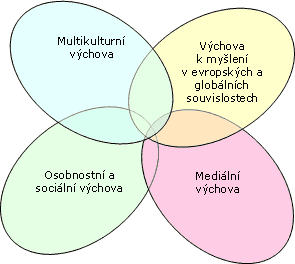 Multikulturní
výchova
Výchova
k myšlení
v evropských a
globálních
souvislostech
Osobnostní a
sociální výchova
Mediální
výchova